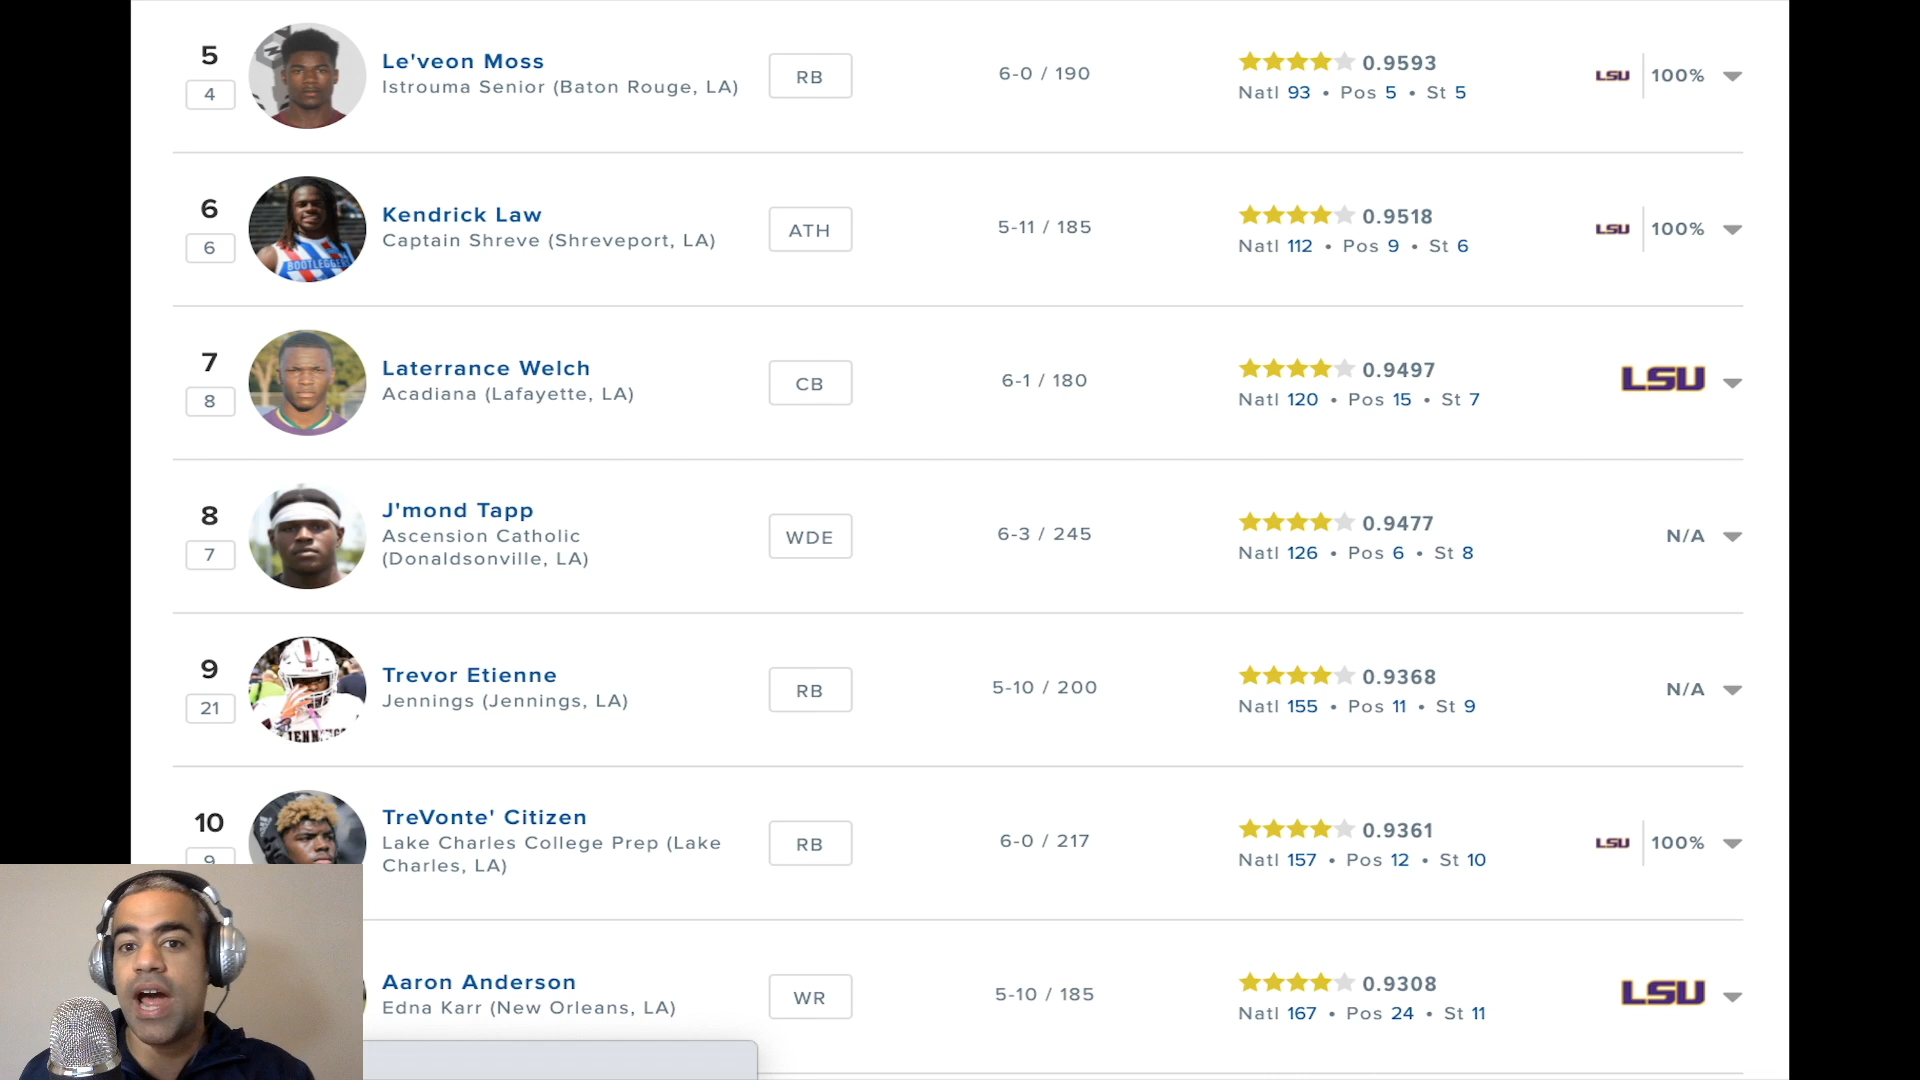 5
4
Le'veon Moss
Istrouma Senior (Baton Rouge, LA)
RB
6-0 / 190
0.9593
Natl 93 • Pos 5 • St 5
LSU 100%
6
6
Kendrick Law
Captain Shreve (Shreveport, LA)
BOOTLEGGER
ATH
5-11 / 185
0.9518
Natl 112 • Pos 9 • St 6
LSU 100%
7
8
Laterrance Welch
Acadiana (Lafayette, LA)
CB
6-1 / 180
0.9497
Natl 120 • Pos 15 • St 7
LSU
8
7
J'mond Tapp
Ascension Catholic
(Donaldsonville, LA)
WDE
6-3 / 245
0.9477
Natl 126 • Pos 6 • St 8
N/A
9
21
Trevor Etienne
Jennings (Jennings, LA)
RB
5-10 / 200
0.9368
Natl 155 • Pos 11 • St 9
N/A
10
9
TreVonte' Citizen
Lake Charles College Prep (Lake
Charles, LA)
RB
6-0 / 217
0.9361
Natl 157 • Pos 12 • St 10
LSU 100%
Aaron Anderson
Edna Karr (New Orleans, LA)
WR
5-10 / 185
0.9308
Natl 167 • Pos 24 • St 11
LSU